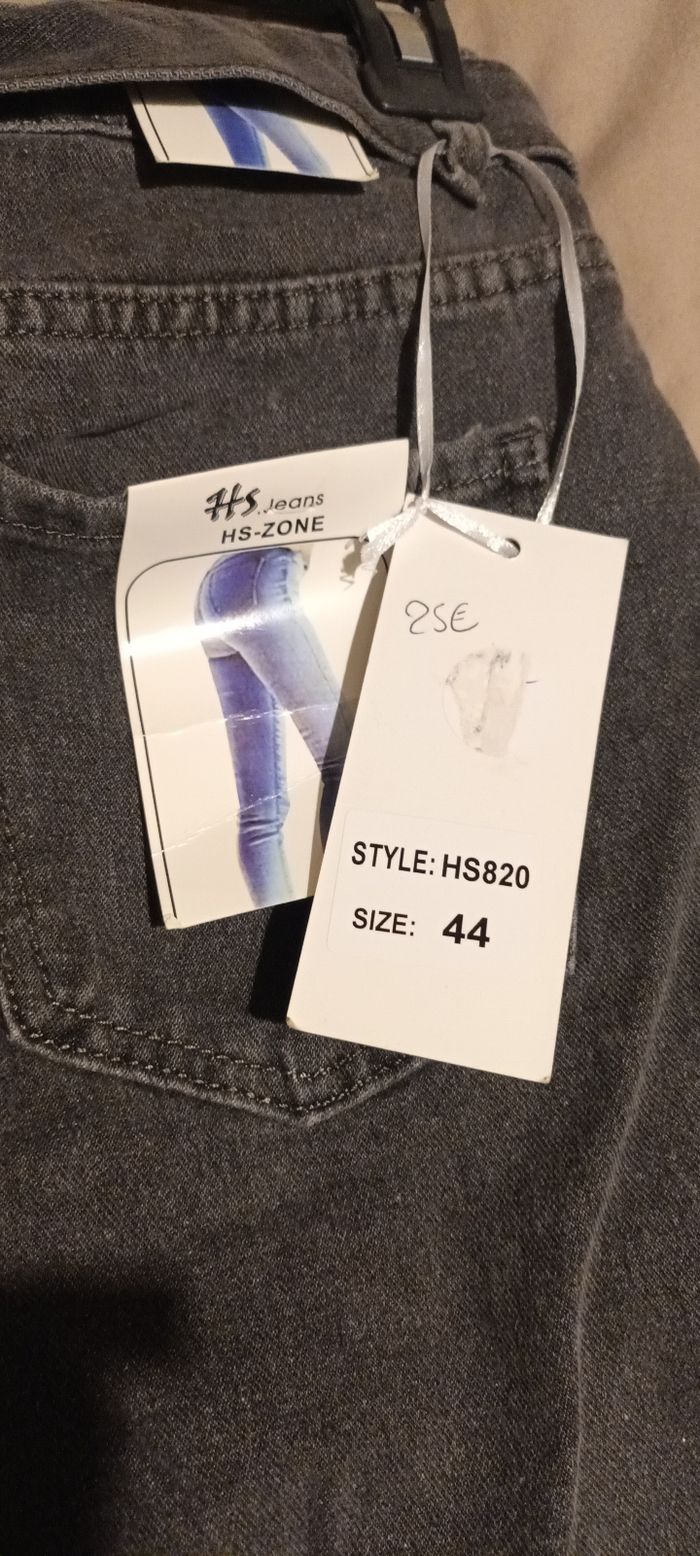 HS Jeans
HS-ZONE
25€
STYLE: HS820
SIZE: 44